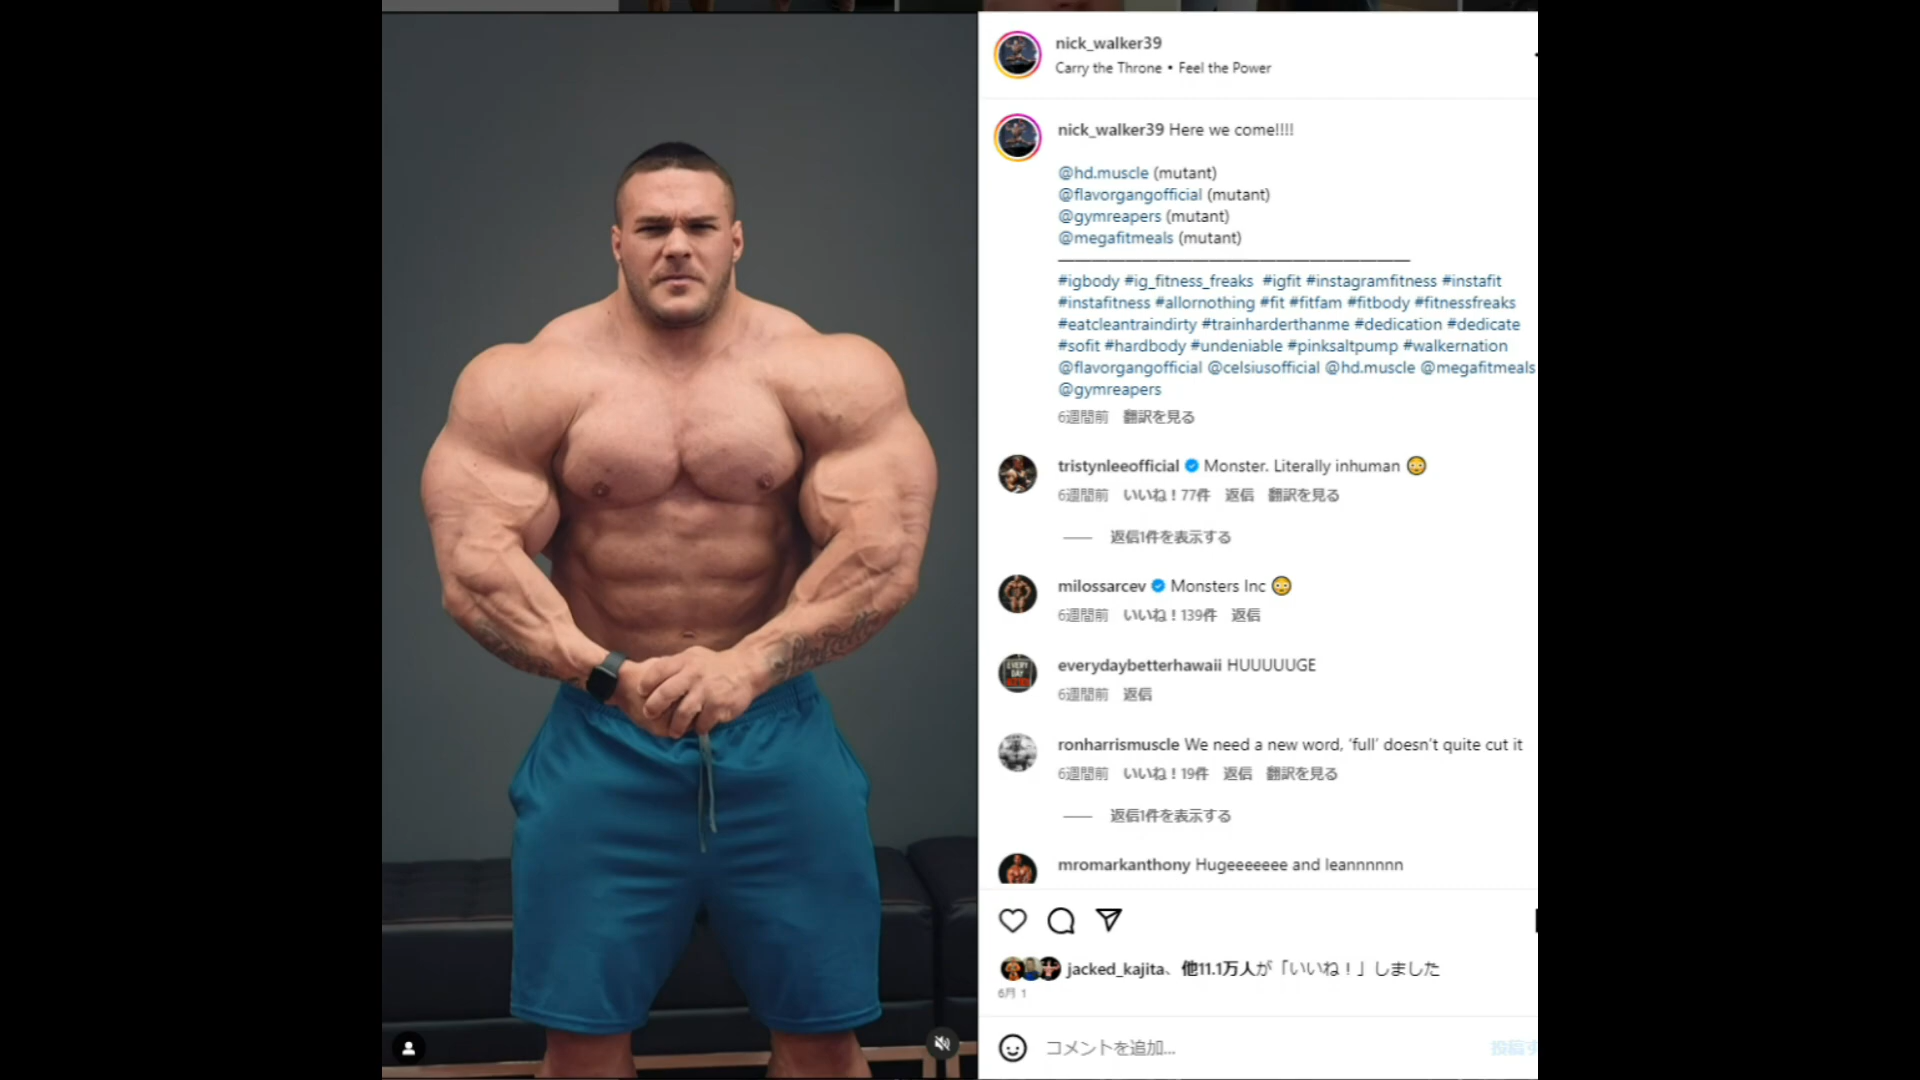 nick_walker39
Carry the Throne • Feel the Power
nick_walker39 Here we come!!!!
@hd.muscle (mutant)
@flavorgangofficial (mutant)
@gymreapers (mutant)
@megafitmeals (mutant)
#igbody #ig_fitness_freaks #igfit #instagramfitness #instafit
#instafitness #allornothing #fit #fitfam #fitbody #fitnessfreaks
#eatcleantraindirty #trainharderthanme #dedication #dedicate
#sofit #hardbody #undeniable #pinksaltpump #walkernation
@flavorgangofficial @celsiusofficial @hd.muscle @megafitmeals
@gymreapers
6週間前 翻訳を見る
tristynleeofficial Monster. Literally inhuman 😳
6週間前 いいね！77件 返信 翻訳を見る
返信1件を表示する
milossarcev Monsters Inc 😳
6週間前 いいね！139件 返信
everydaybetterhawaii HUUUUUGE
6週間前 返信
ronharrismuscle We need a new word, ‘full’ doesn’t quite cut it
6週間前 いいね！19件 返信 翻訳を見る
返信1件を表示する
mromarkanthony Hugeeeeeee and leannnnnn
jacked_kajita、他11.1万人が「いいね！」しました
6月 1
コメントを追加...
投稿す